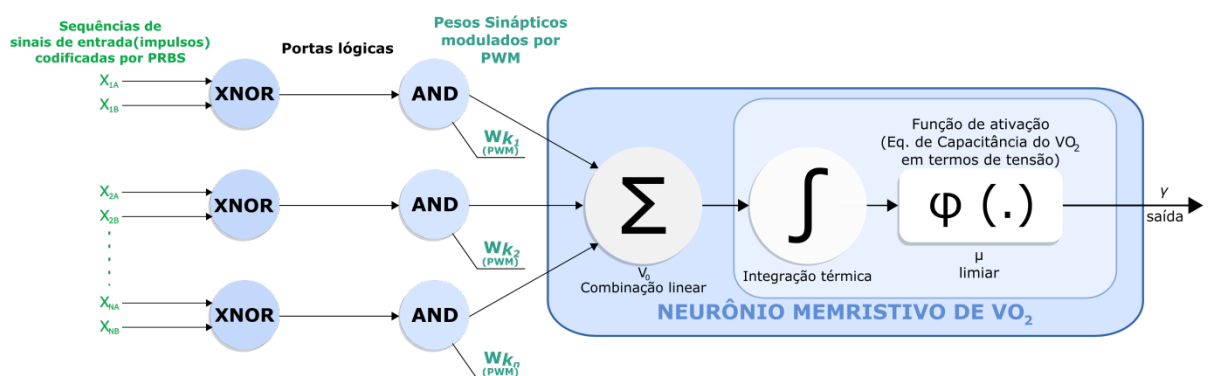 Sequências de
sinais de entrada(impulsos)
codificadas por PRBS
Portas lógicas
Pesos Sinápticos
modulados por
PWM
X1A
X1B
XNOR
AND
Wk1
(PWM)
X2A
X2B
XNOR
AND
Wk2
(PWM)
XNA
XNB
XNOR
AND
Wkn
(PWM)
Σ
V0
Combinação linear
∫
Integração térmica
Função de ativação
(Eq. de Capacitância do VO2
em termos de tensão)
φ (.)
μ
limiar
γ
saída
NEURÔNIO MEMRISTIVO DE VO2